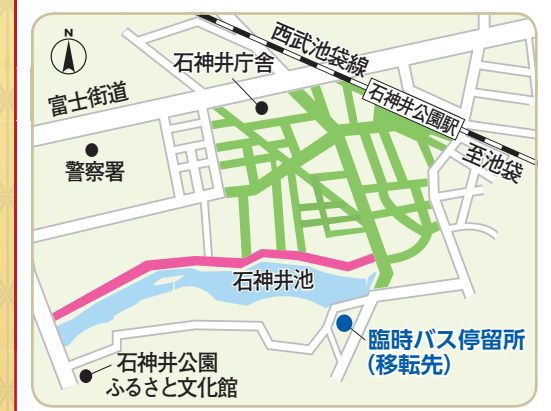 N
西武池袋線
石神井庁舎
石神井公園駅
富士街道
至池袋
警察署
石神井池
臨時バス停留所
(移転先)
石神井公園
ふるさと文化館